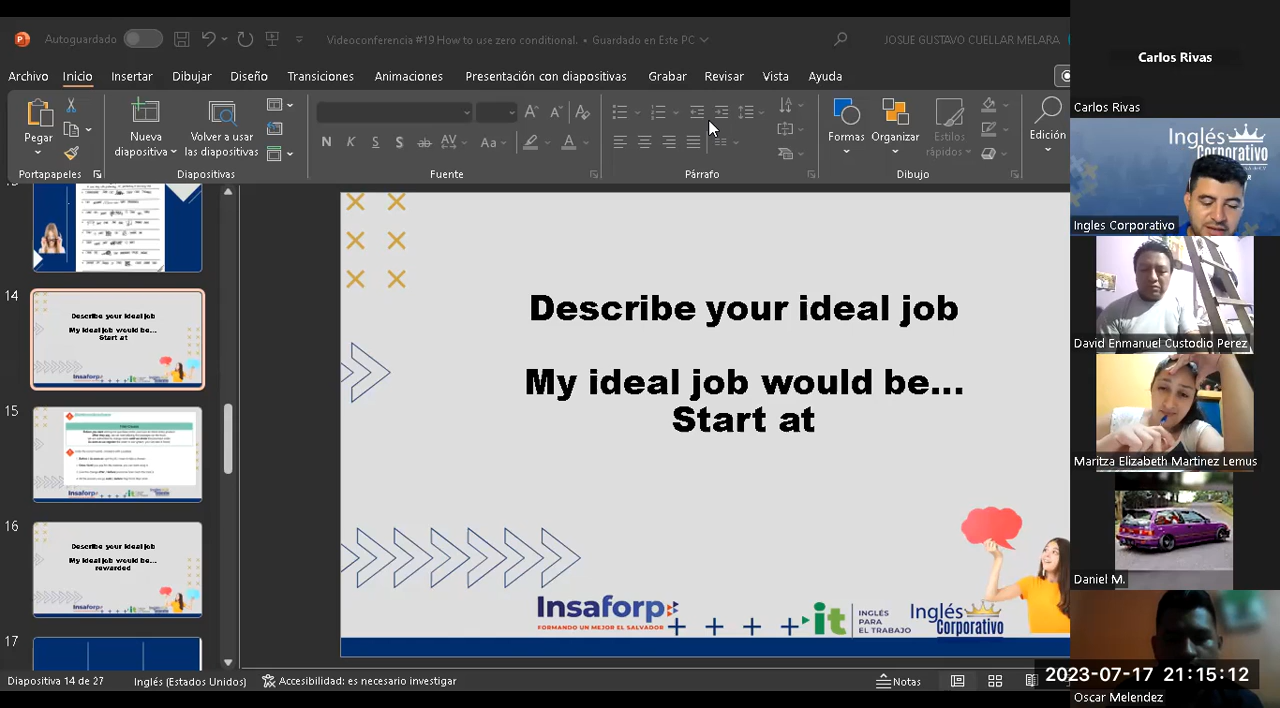 Autoguardado
Videoconferencia #19 How to use zero conditional. • Guardado en Este PC
JOSUE GUSTAVO CUELLAR MELARA
Archivo Inicio Insertar Dibujar Diseño Transiciones Animaciones Presentación con diapositivas Grabar Revisar Vista Ayuda
Pegar
Nueva diapositiva
Volver a usar las diapositivas
N K S S ab AV Aa A
Formas
Organizar
Estilos rápidos
Edición
Portapapeles
Diapositivas
Fuente
Párrafo
Dibujo
14
Describe your ideal job
My ideal job would be...
Start at
15
16
Describe your ideal job
My ideal job would be...
rewarded
17
Describe your ideal job
My ideal job would be...
Start at
Insaforp
FORMANDO UN MEJOR EL SALVADOR
it
INGLÉS
PARA
EL TRABAJO
Inglés
Corporativo
Diapositiva 14 de 27
Inglés (Estados Unidos)
Accesibilidad: es necesario investigar
Notas
Carlos Rivas
Carlos Rivas
Inglés
Corporativo
Ingles Corporativo
David Enmanuel Custodio Perez
Maritza Elizabeth Martinez Lemus
Daniel M.
2023-07-17 21:15:12
Oscar Melendez